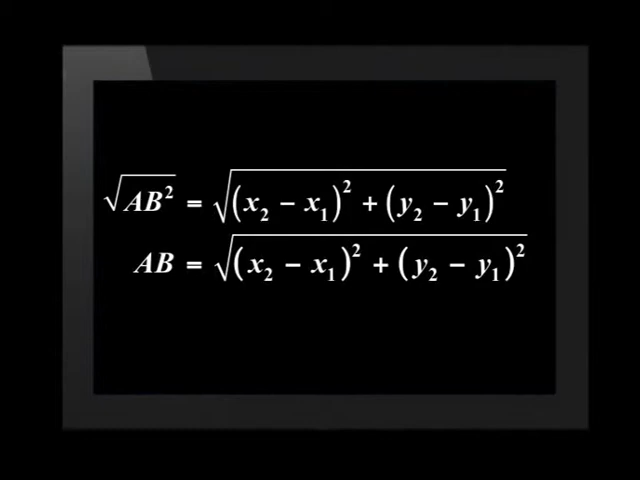 √AB² = √(x₂ − x₁)² + (y₂ − y₁)²
AB = √(x₂ − x₁)² + (y₂ − y₁)²